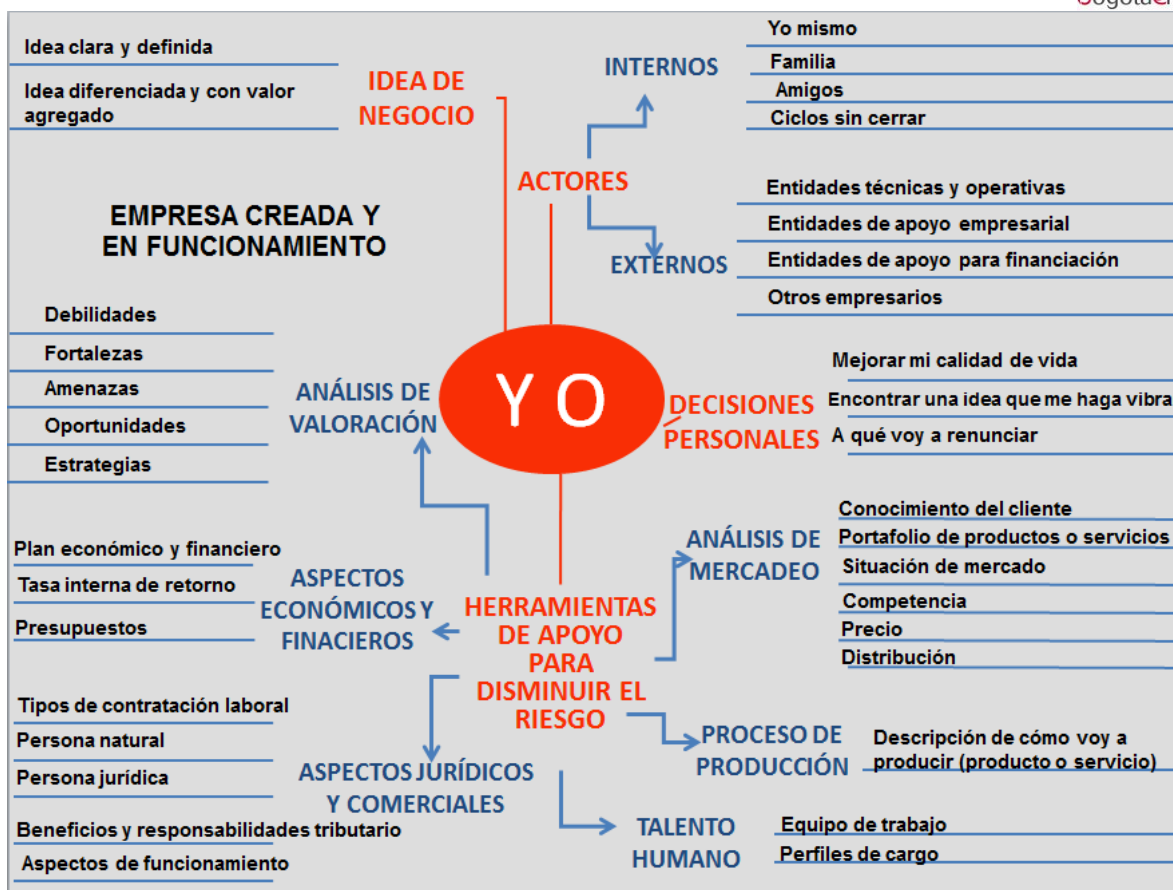 Idea clara y definida
Idea diferenciada y con valor
agregado
IDEA DE
NEGOCIO
INTERNOS
Yo mismo
Familia
Amigos
Ciclos sin cerrar
ACTORES
EMPRESA CREADA Y
EN FUNCIONAMIENTO
EXTERNOS
Entidades técnicas y operativas
Entidades de apoyo empresarial
Entidades de apoyo para financiación
Otros empresarios
Debilidades
Fortalezas
Amenazas
Oportunidades
Estrategias
ANÁLISIS DE
VALORACIÓN
YO
DECISIONES
PERSONALES
Mejorar mi calidad de vida
Encontrar una idea que me haga vibra
A qué voy a renunciar
Plan económico y financiero
Tasa interna de retorno
Presupuestos
ASPECTOS
ECONÓMICOS Y
FINACIEROS
HERRAMIENTAS
DE APOYO
PARA
DISMINUIR EL
RIESGO
ANÁLISIS DE
MERCADEO
Conocimiento del cliente
Portafolio de productos o servicios
Situación de mercado
Competencia
Precio
Distribución
Tipos de contratación laboral
Persona natural
Persona jurídica
Beneficios y responsabilidades tributario
Aspectos de funcionamiento
ASPECTOS JURÍDICOS
Y COMERCIALES
PROCESO DE
PRODUCCIÓN
Descripción de cómo voy a
producir (producto o servicio)
TALENTO
HUMANO
Equipo de trabajo
Perfiles de cargo